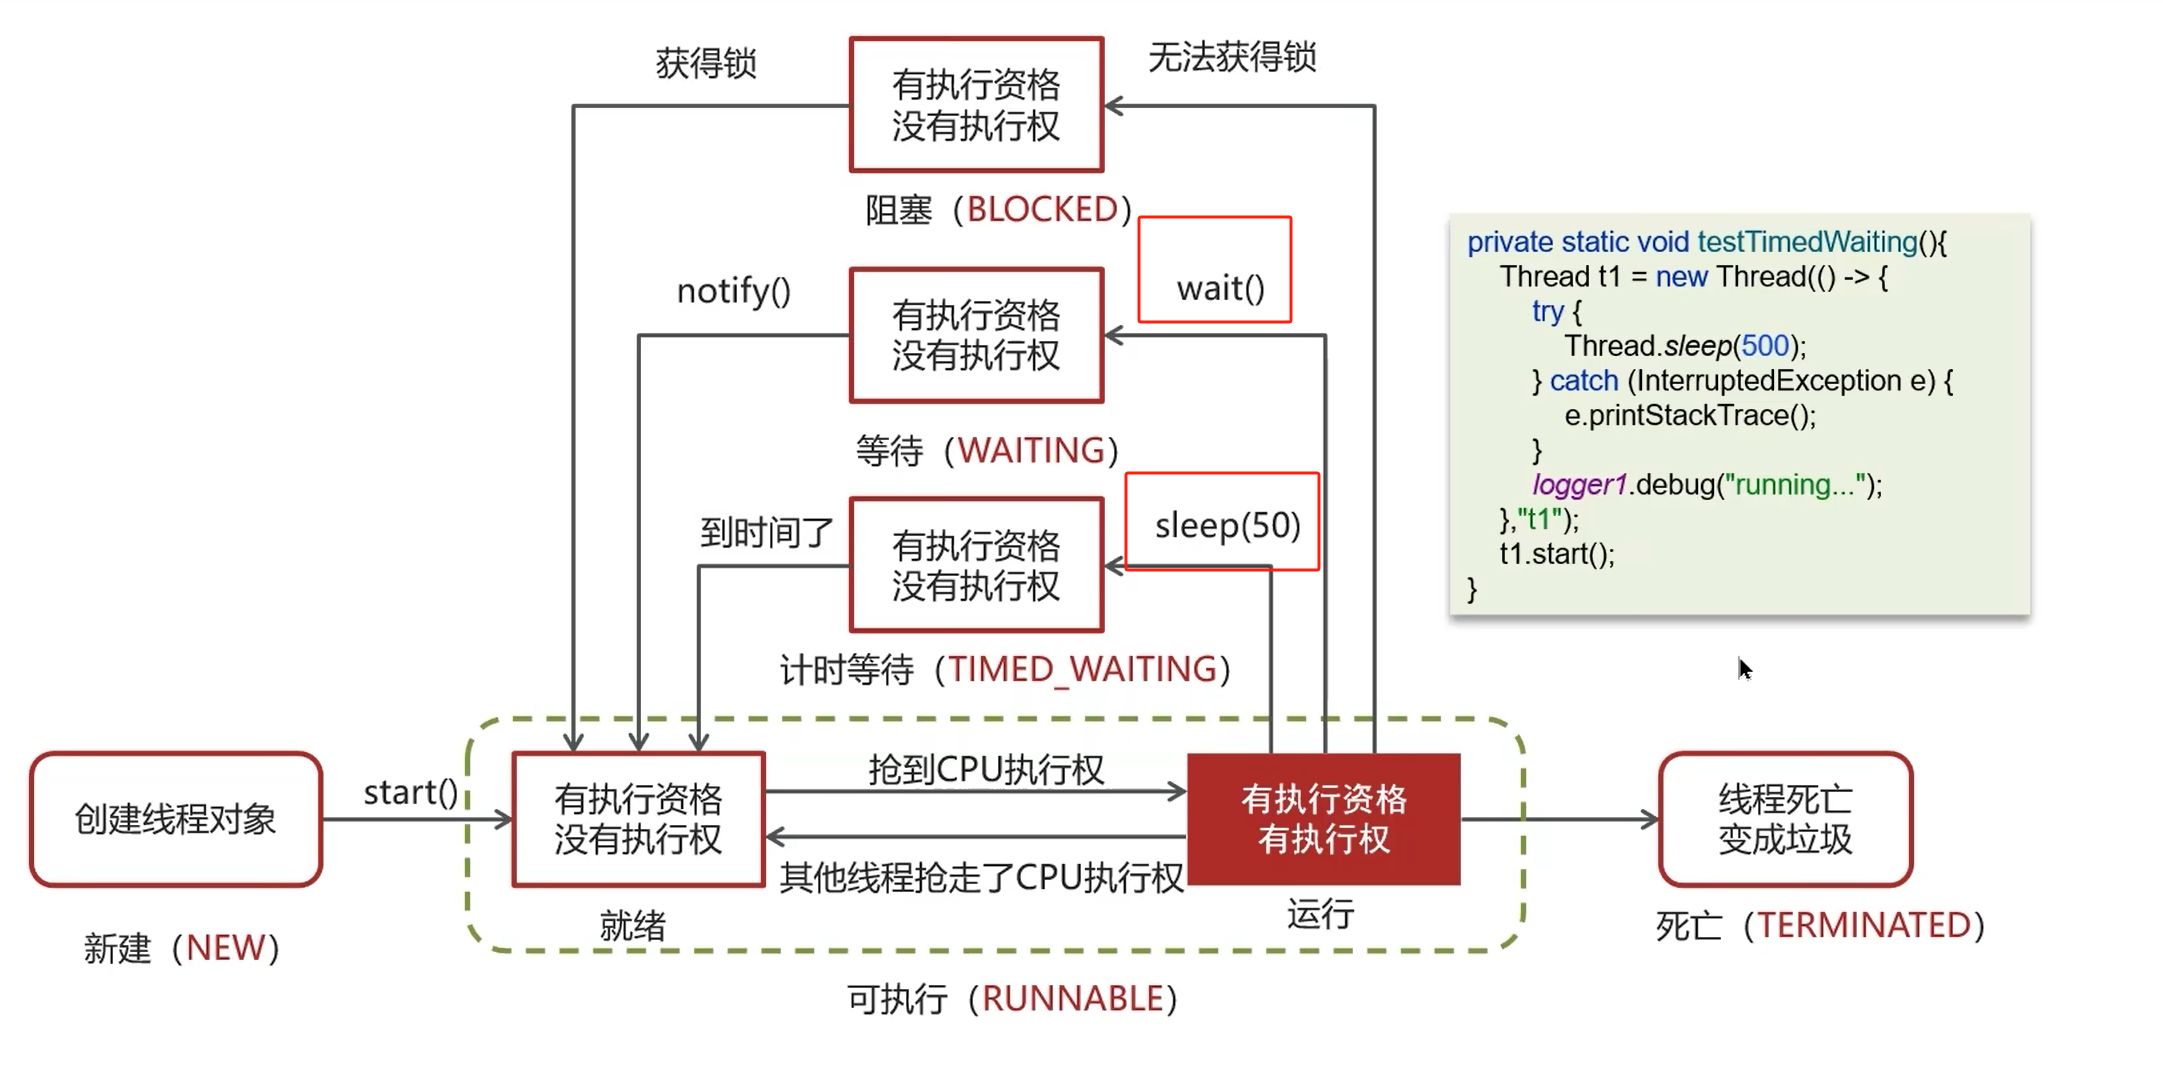 获得锁
有执行资格
没有执行权
无法获得锁
阻塞（BLOCKED）
notify()
有执行资格
没有执行权
wait()
等待（WAITING）
到时间了
有执行资格
没有执行权
sleep(50)
计时等待（TIMED_WAITING）
private static void testTimedWaiting(){
Thread t1 = new Thread(() -> {
try {
Thread.sleep(500);
} catch (InterruptedException e) {
e.printStackTrace();
}
logger1.debug("running...");
},"t1");
t1.start();
}
创建线程对象
新建（NEW）
start()
有执行资格
没有执行权
就绪
抢到CPU执行权
其他线程抢走了CPU执行权
有执行资格
有执行权
运行
可执行（RUNNABLE）
线程死亡
变成垃圾
死亡（TERMINATED）